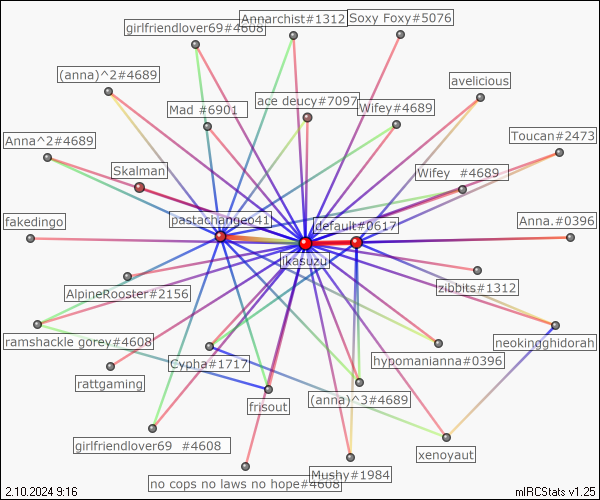 girlfriendlover69#4608
Annarchist#1312
Soxy Foxy#5076
(anna)^2#4689
avelicious
Mad #6901
ace deucy#7097
Wifey#4689
Anna^2#4689
Toucan#2473
Skalman
Wifey #4689
fakedingo
pastachangeo41
default#0617
Anna.#0396
ikasuzu
AlpineRooster#2156
zibbits#1312
ramshackle gorey#4608
neokingghidorah
Cypha#1717
hypomanianna#0396
rattgaming
frisout
(anna)^3#4689
girlfriendlover69 #4608
xenoyaut
no cops no laws no hope#4608
Mushy#1984
2.10.2024 9:16
mIRCStats v1.25